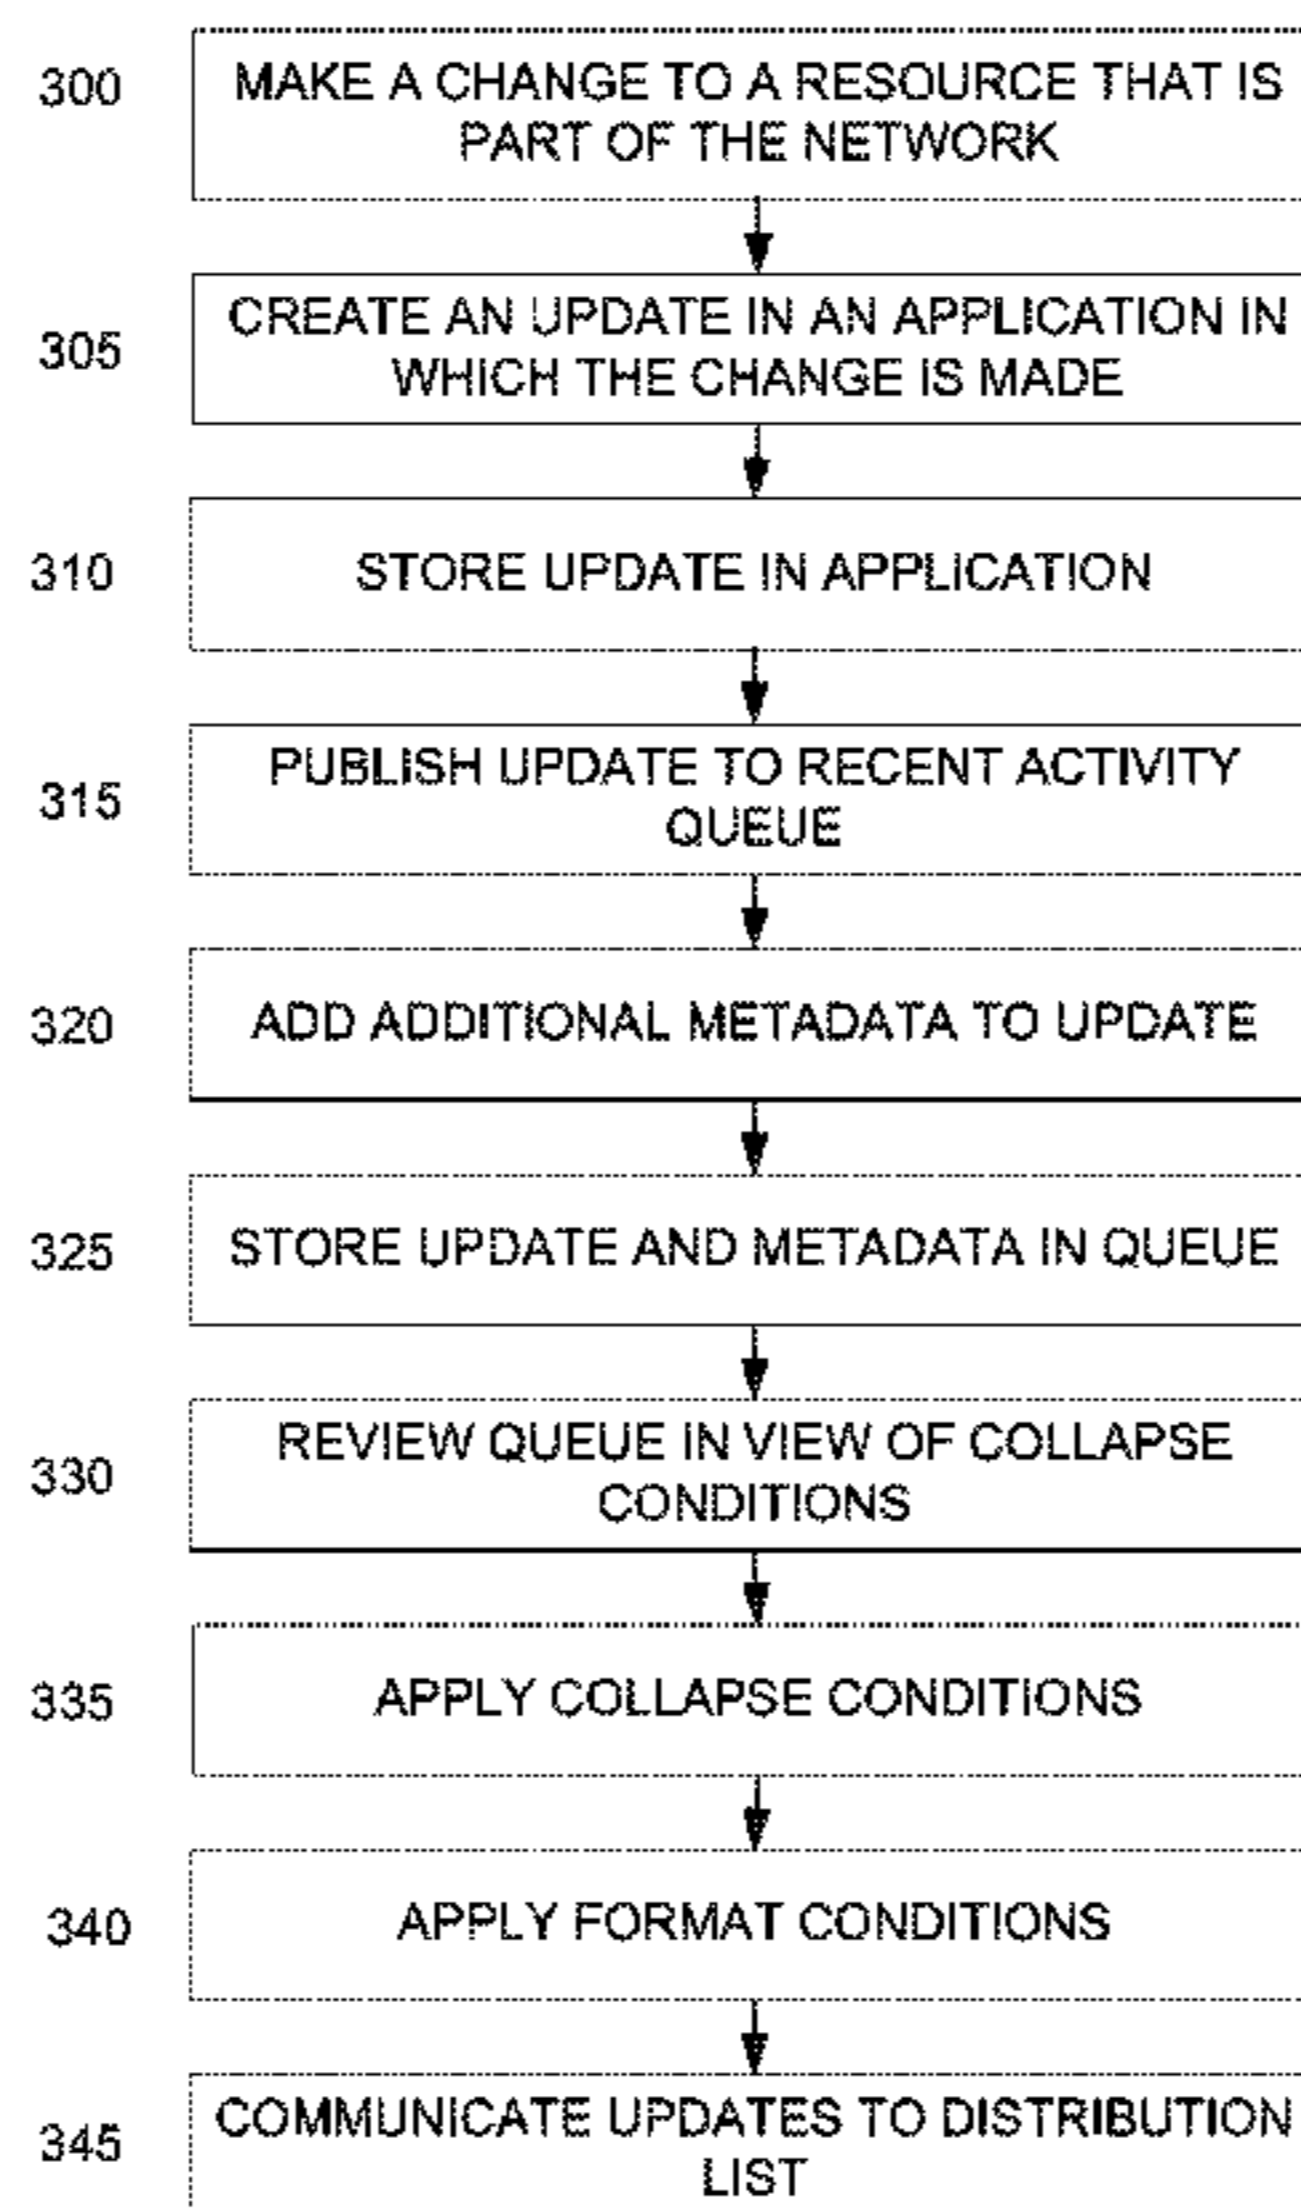 300
MAKE A CHANGE TO A RESOURCE THAT IS
PART OF THE NETWORK
305
CREATE AN UPDATE IN AN APPLICATION IN
WHICH THE CHANGE IS MADE
310
STORE UPDATE IN APPLICATION
315
PUBLISH UPDATE TO RECENT ACTIVITY
QUEUE
320
ADD ADDITIONAL METADATA TO UPDATE
325
STORE UPDATE AND METADATA IN QUEUE
330
REVIEW QUEUE IN VIEW OF COLLAPSE
CONDITIONS
335
APPLY COLLAPSE CONDITIONS
340
APPLY FORMAT CONDITIONS
345
COMMUNICATE UPDATES TO DISTRIBUTION
LIST